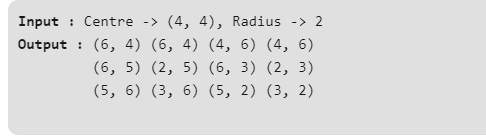 Input : Centre -> (4, 4), Radius -> 2
Output : (6, 4) (6, 4) (4, 6) (4, 6)
(6, 5) (2, 5) (6, 3) (2, 3)
(5, 6) (3, 6) (5, 2) (3, 2)